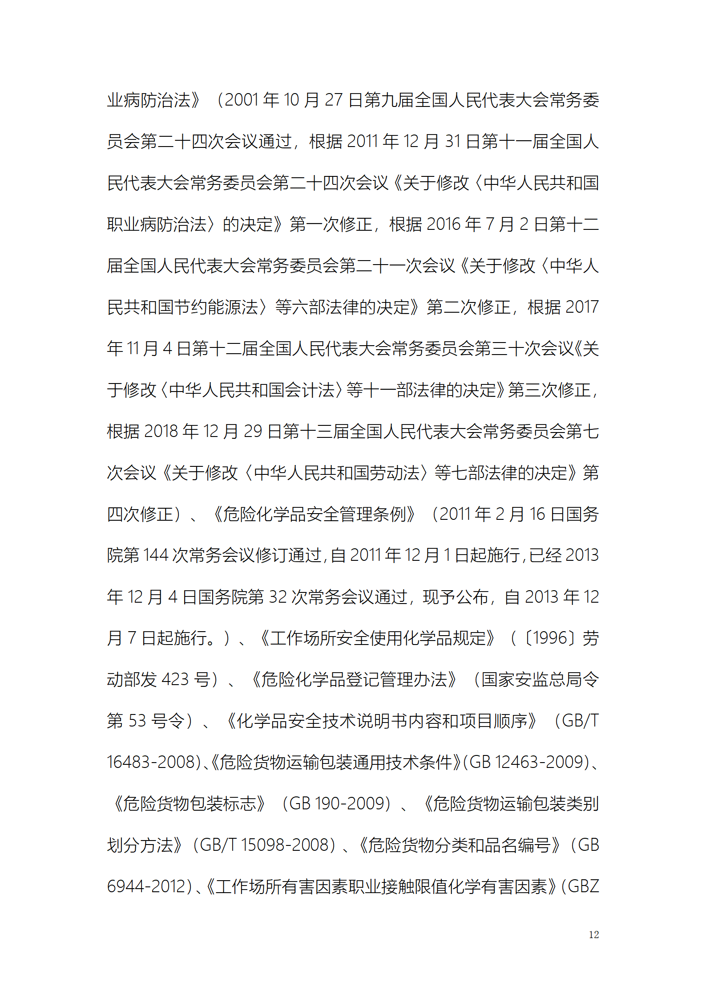 业病防治法》（2001 年 10 月 27 日第九届全国人民代表大会常务委
员会第二十四次会议通过，根据 2011 年 12 月 31 日第十一届全国人
民代表大会常务委员会第二十四次会议《关于修改〈中华人民共和国
职业病防治法〉的决定》第一次修正，根据 2016 年 7 月 2 日第十二
届全国人民代表大会常务委员会第二十一次会议《关于修改〈中华人
民共和国节约能源法〉等六部法律的决定》第二次修正，根据 2017
年 11 月 4 日第十二届全国人民代表大会常务委员会第三十次会议《关
于修改〈中华人民共和国会计法〉等十一部法律的决定》第三次修正，
根据 2018 年 12 月 29 日第十三届全国人民代表大会常务委员会第七
次会议《关于修改〈中华人民共和国劳动法〉等七部法律的决定》第
四次修正）、《危险化学品安全管理条例》（2011 年 2 月 16 日国务
院第 144 次常务会议修订通过，自 2011 年 12 月 1 日起施行，已经 2013
年 12 月 4 日国务院第 32 次常务会议通过，现予公布，自 2013 年 12
月 7 日起施行。）、《工作场所安全使用化学品规定》（〔1996〕劳
动部发 423 号）、《危险化学品登记管理办法》（国家安监总局令
第 53 号令）、《化学品安全技术说明书内容和项目顺序》（GB/T
16483-2008）、《危险货物运输包装通用技术条件》（GB 12463-2009）、
《危险货物包装标志》（GB 190-2009）、《危险货物运输包装类别
划分方法》（GB/T 15098-2008）、《危险货物分类和品名编号》（GB
6944-2012）、《工作场所有害因素职业接触限值化学有害因素》（GBZ
12